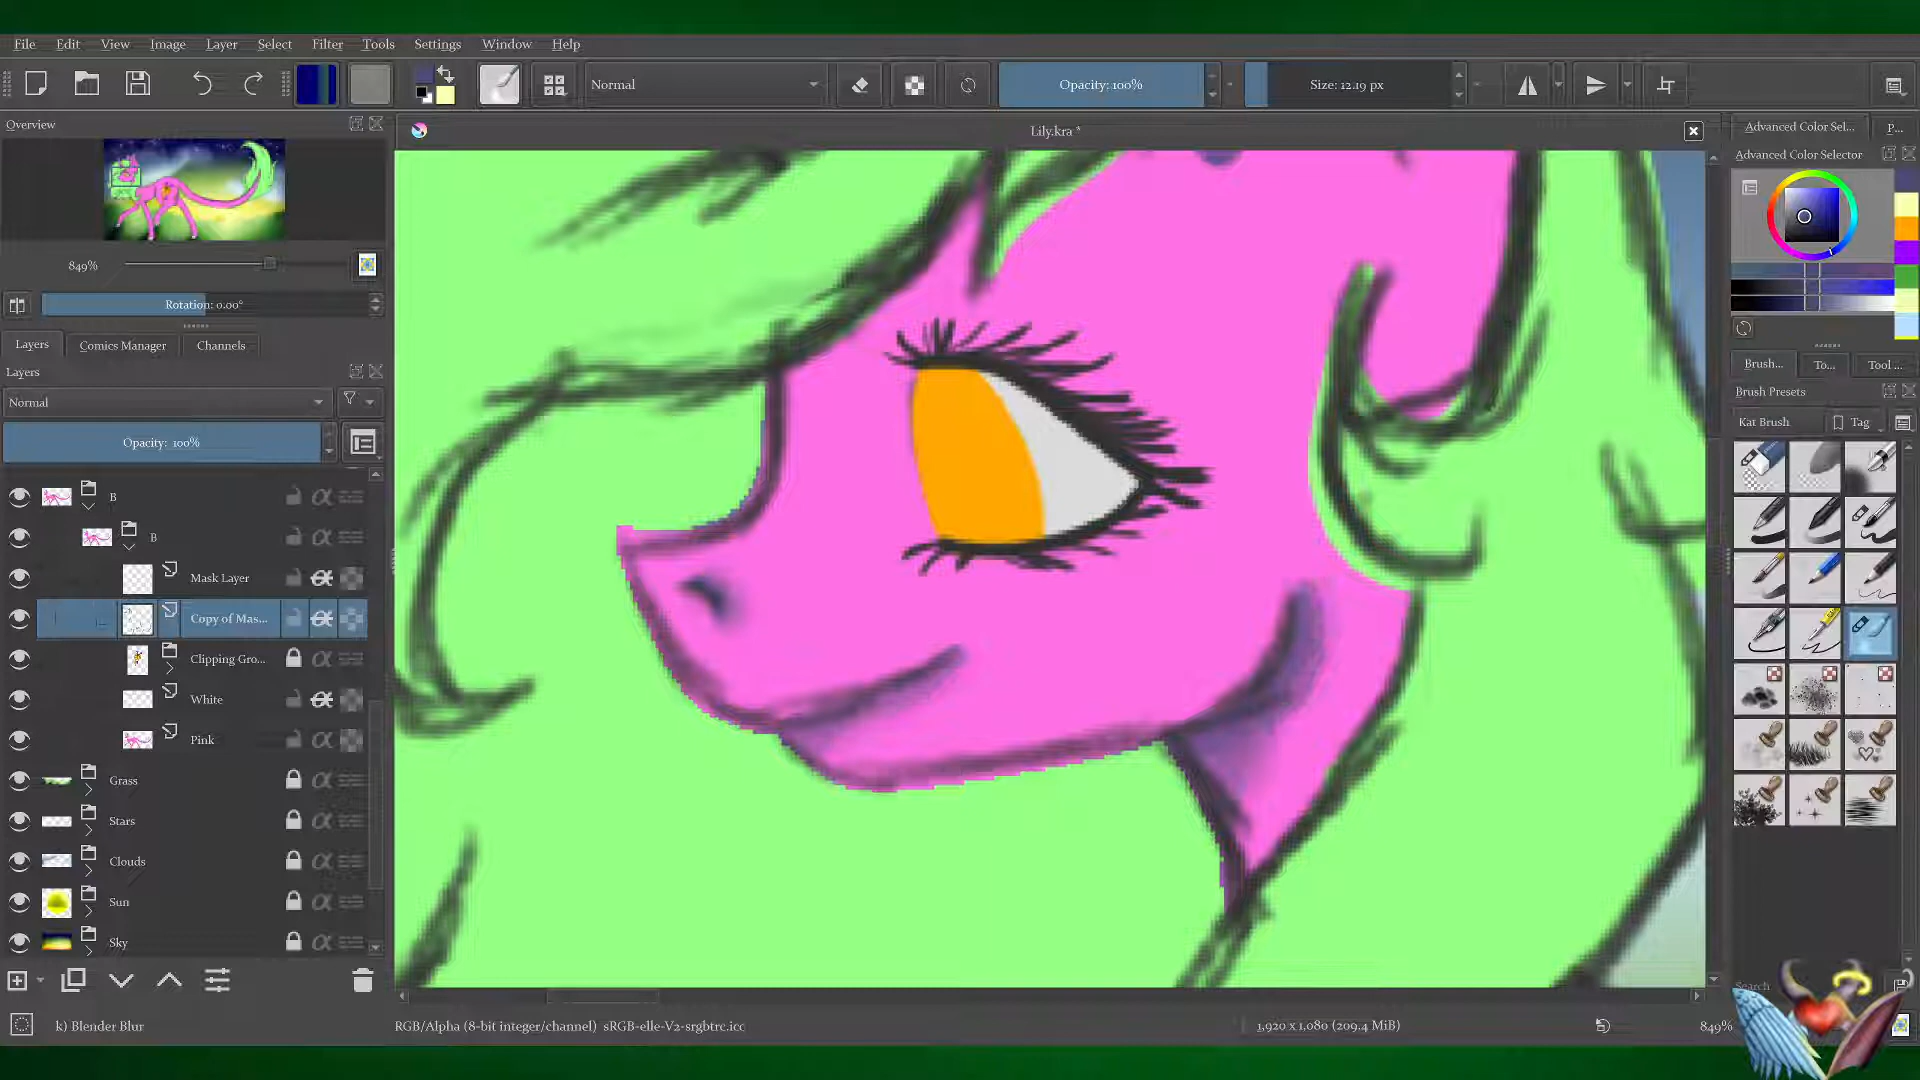 File Edit View Image Layer Select Filter Tools Settings Window Help
Normal
Opacity: 100%
Size: 12.19 px
Overview
Lily.kra *
Advanced Color Sel...
P...
Advanced Color Selector
849%
Rotation: 0.00°
Layers
Comics Manager
Channels
Brush...
To...
Tool ...
Layers
Brush Presets
Normal
Kat Brush
Tag
Opacity: 100%
B
B
Mask Layer
Copy of Mas...
Clipping Gro...
White
Pink
Grass
Stars
Clouds
Sun
Sky
Search
k) Blender Blur
RGB/Alpha (8-bit integer/channel) sRGB-elle-V2-srgbtrc.icc
1,920 x 1,080 (209.4 MiB)
849%